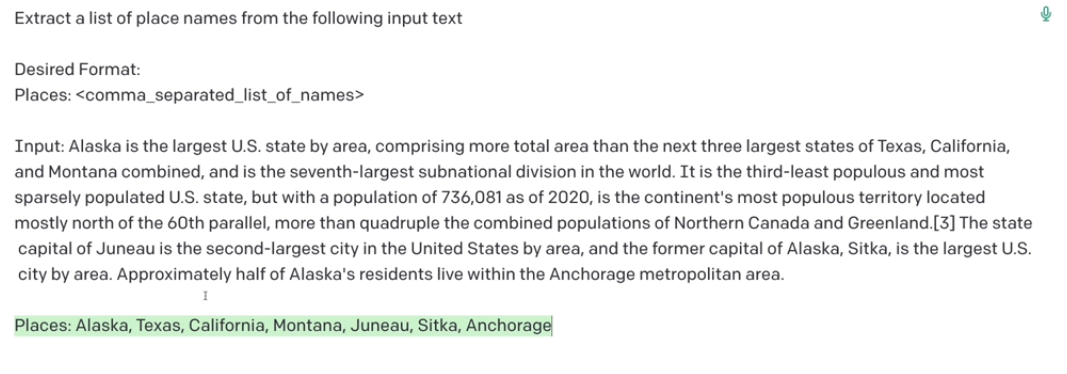 Extract a list of place names from the following input text
Desired Format:
Places: <comma_separated_list_of_names>
Input: Alaska is the largest U.S. state by area, comprising more total area than the next three largest states of Texas, California,
and Montana combined, and is the seventh-largest subnational division in the world. It is the third-least populous and most
sparsely populated U.S. state, but with a population of 736,081 as of 2020, is the continent's most populous territory located
mostly north of the 60th parallel, more than quadruple the combined populations of Northern Canada and Greenland.[3] The state
capital of Juneau is the second-largest city in the United States by area, and the former capital of Alaska, Sitka, is the largest U.S.
city by area. Approximately half of Alaska's residents live within the Anchorage metropolitan area.
Places: Alaska, Texas, California, Montana, Juneau, Sitka, Anchorage